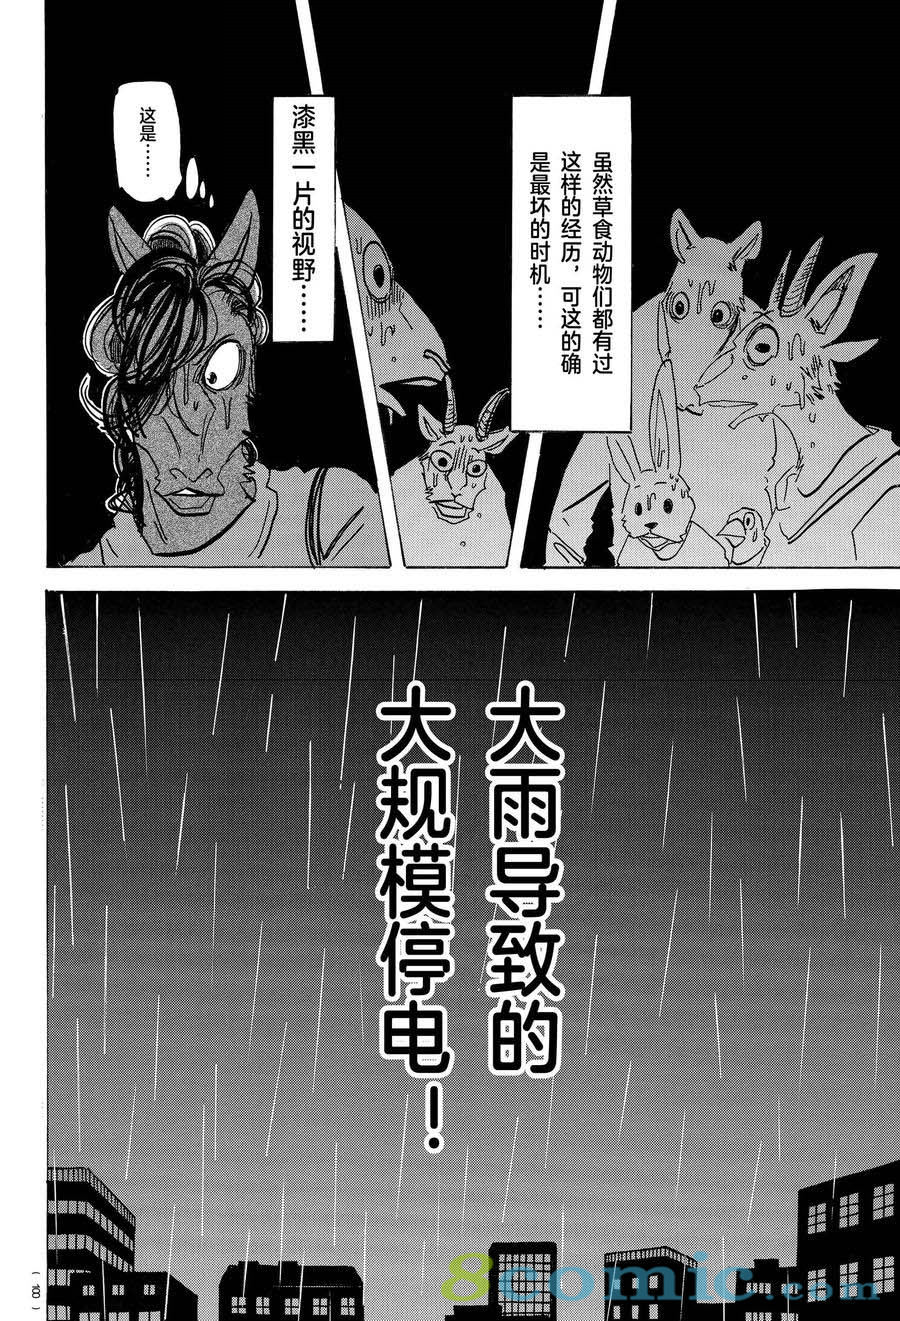 虽然草食动物们都有过
这样的经历，可这的确
是最坏的时机……
漆黑一片的视野……
这是……
大雨导致的
大规模停电！
8comic.com
( 100 )